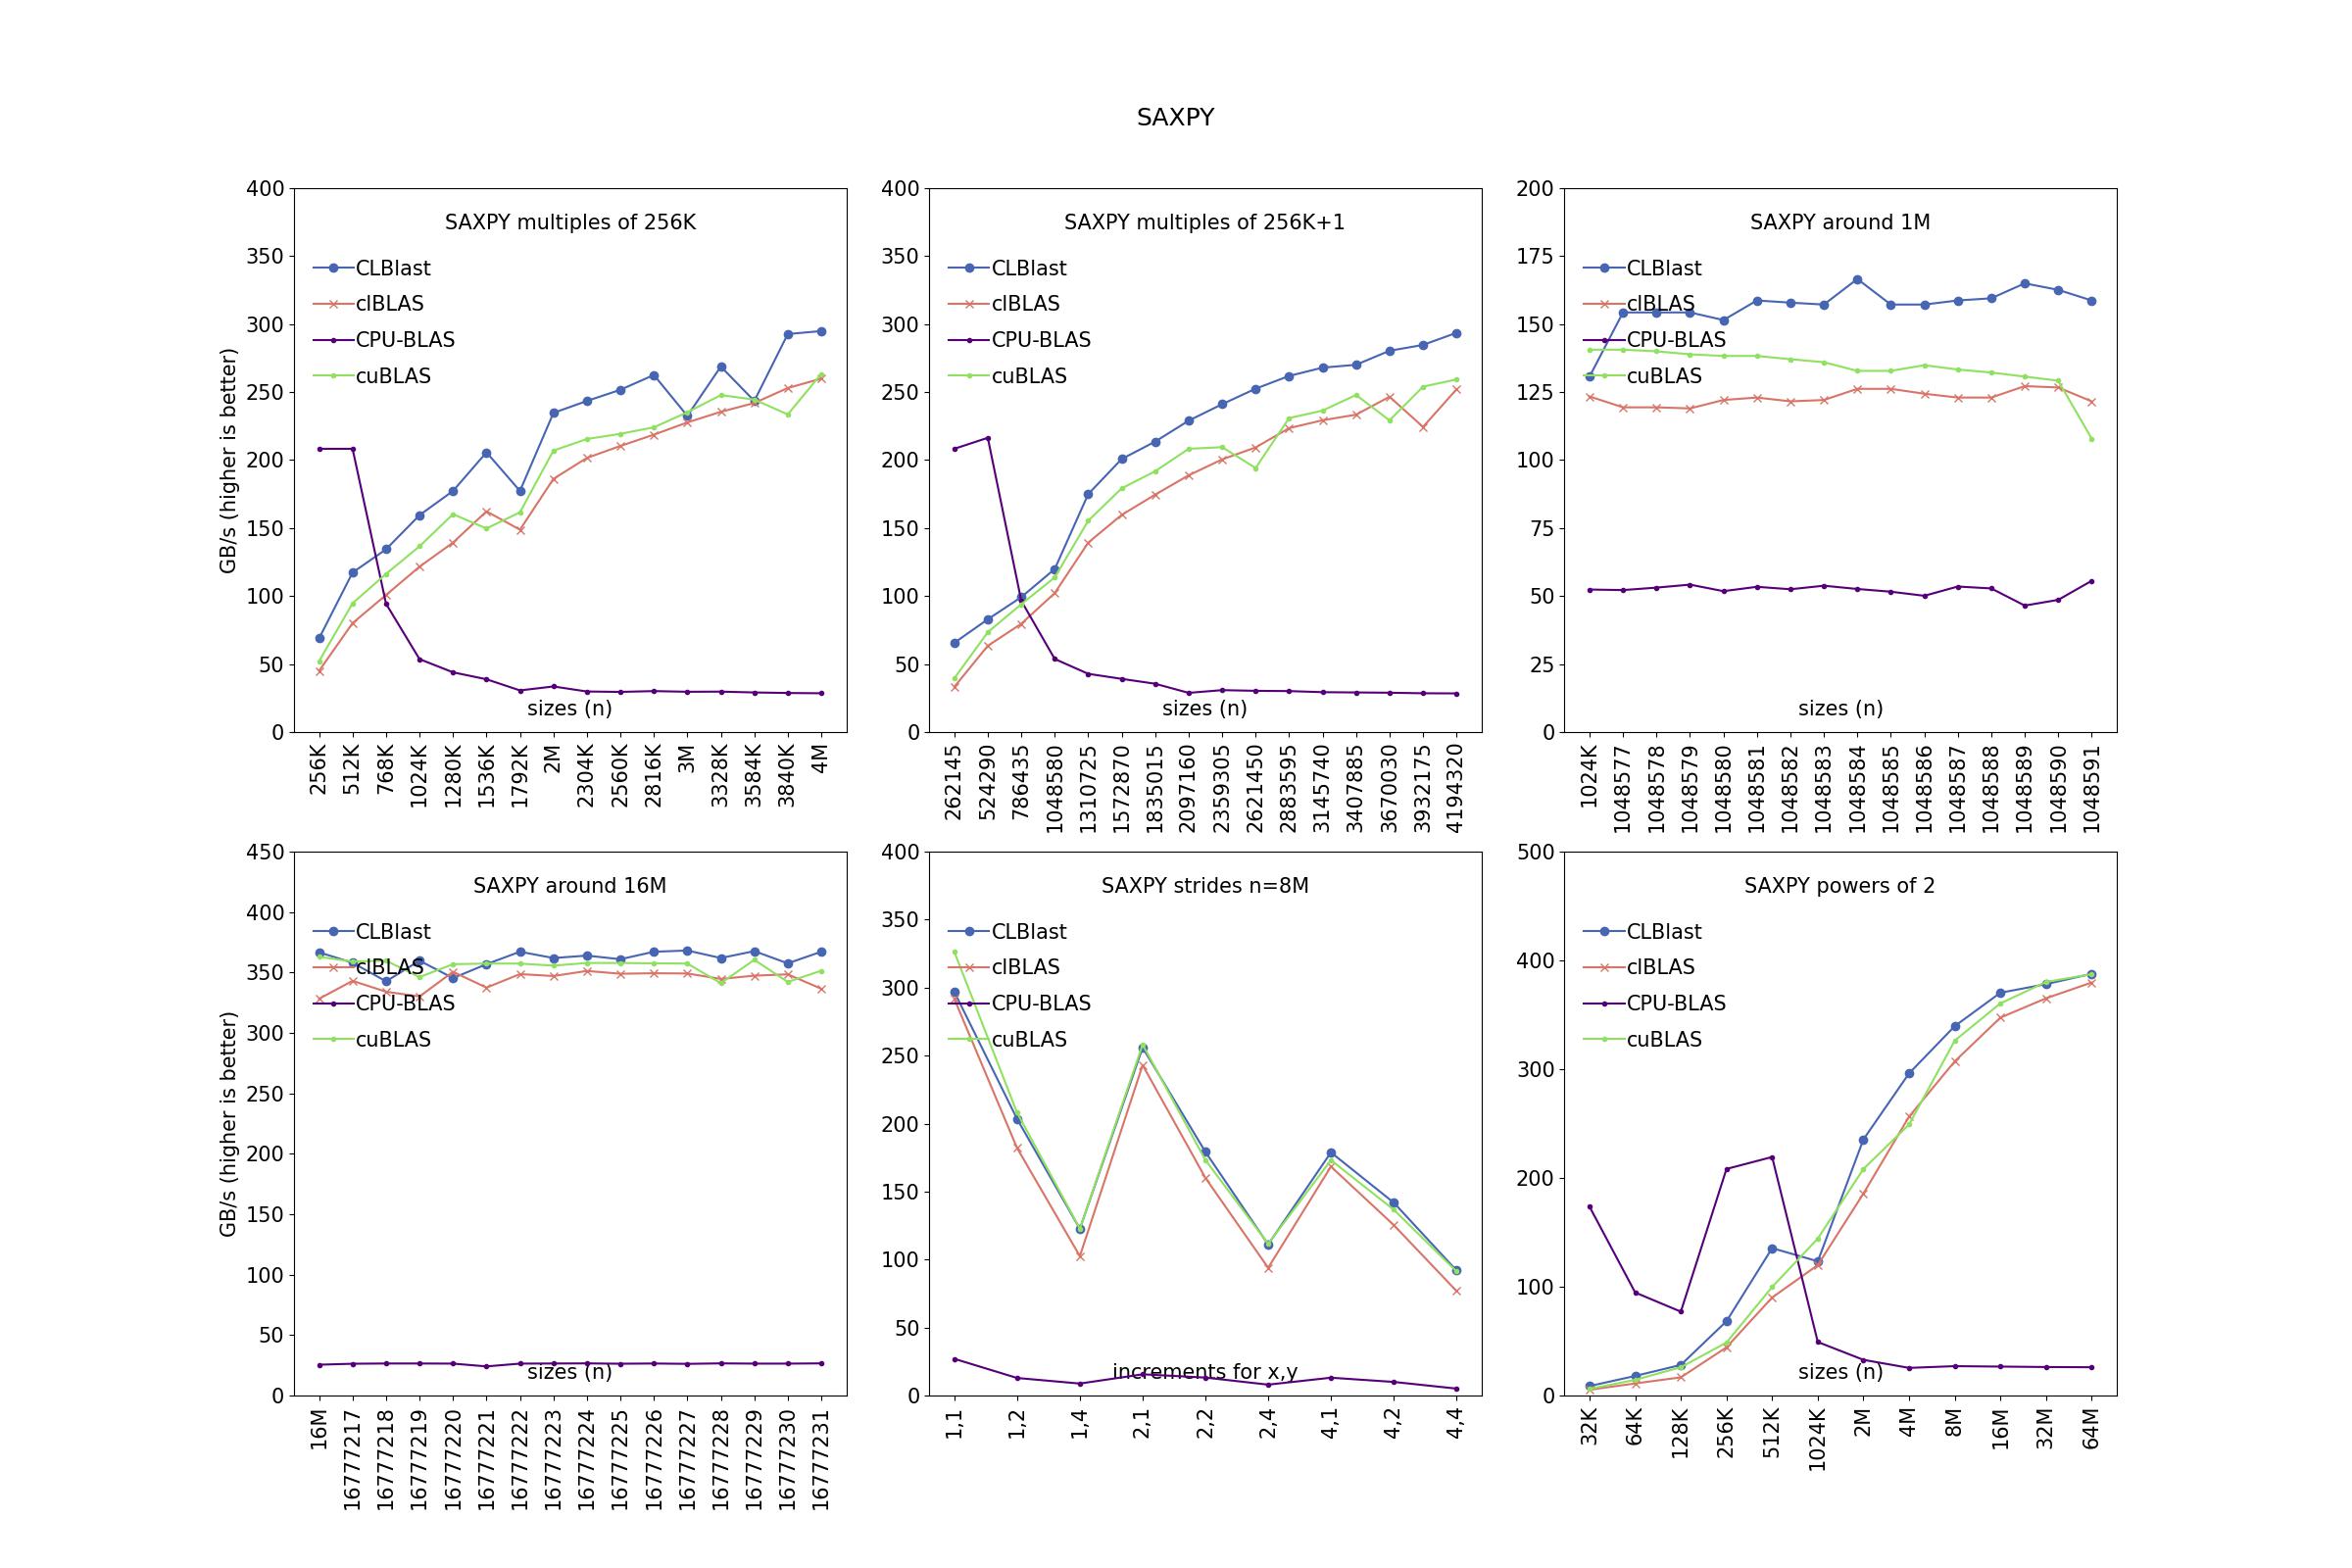 SAXPY
SAXPY multiples of 256K
400
350
300
250
200
150
100
50
0
GB/s (higher is better)
CLBlast
clBLAS
CPU-BLAS
cuBLAS
sizes (n)
256K
512K
768K
1024K
1280K
1536K
1792K
2M
2304K
2560K
2816K
3M
3328K
3584K
3840K
4M
SAXPY multiples of 256K+1
400
350
300
250
200
150
100
50
0
CLBlast
clBLAS
CPU-BLAS
cuBLAS
sizes (n)
262145
524290
786435
1048580
1310725
1572870
1835015
2097160
2359305
2621450
2883595
3145740
3407885
3670030
3932175
4194320
SAXPY around 1M
200
175
150
125
100
75
50
25
0
CLBlast
clBLAS
CPU-BLAS
cuBLAS
sizes (n)
1024K
1048577
1048578
1048579
1048580
1048581
1048582
1048583
1048584
1048585
1048586
1048587
1048588
1048589
1048590
1048591
SAXPY around 16M
450
400
350
300
250
200
150
100
50
0
GB/s (higher is better)
CLBlast
clBLAS
CPU-BLAS
cuBLAS
sizes (n)
16M
16777217
16777218
16777219
16777220
16777221
16777222
16777223
16777224
16777225
16777226
16777227
16777228
16777229
16777230
16777231
SAXPY strides n=8M
400
350
300
250
200
150
100
50
0
CLBlast
clBLAS
CPU-BLAS
cuBLAS
increments for x,y
1,1
1,2
1,4
2,1
2,2
2,4
4,1
4,2
4,4
SAXPY powers of 2
500
400
300
200
100
0
CLBlast
clBLAS
CPU-BLAS
cuBLAS
sizes (n)
32K
64K
128K
256K
512K
1024K
2M
4M
8M
16M
32M
64M